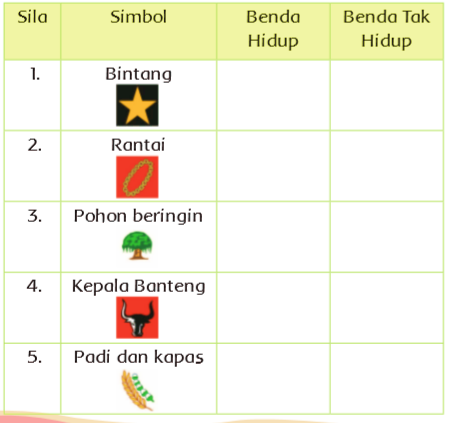 Sila Simbol Benda Hidup Benda Tak Hidup
1. Bintang
2. Rantai
3. Pohon beringin
4. Kepala Banteng
5. Padi dan kapas